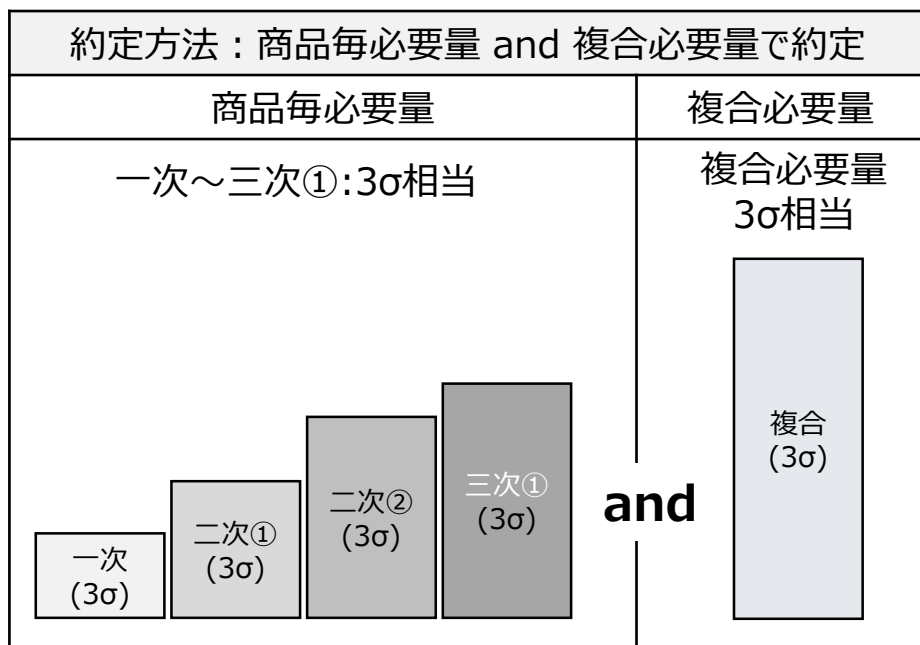 約定方法：商品毎必要量 and 複合必要量で約定
商品毎必要量
複合必要量
一次～三次①:3σ相当
複合必要量
3σ相当
一次
(3σ)
二次①
(3σ)
二次②
(3σ)
三次①
(3σ)
and
複合
(3σ)